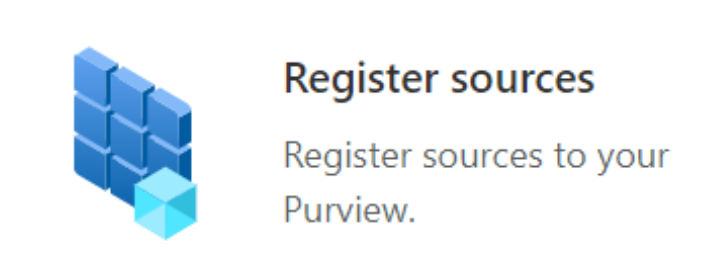 Register sources
Register sources to your
Purview.